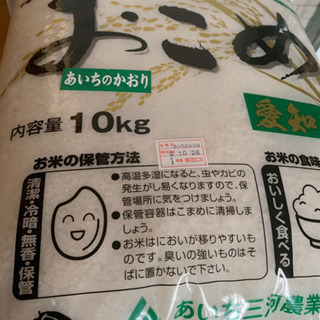 おこめ
あいちのかおり
愛知
内容量 10kg
2.10.28
お米の保管方法
清潔・冷暗・無香・保管
●高温多湿になると、虫やカビの
発生がし易くなりますので、保
管場所に気をつけましょう。
●保管容器はこまめに清掃しま
しょう。
●お米はにおいが移りやすいも
のです。臭いの強いものはそ
ばに置かないで下さい。
お米の食味
おいしく食べる
あいち三河農業